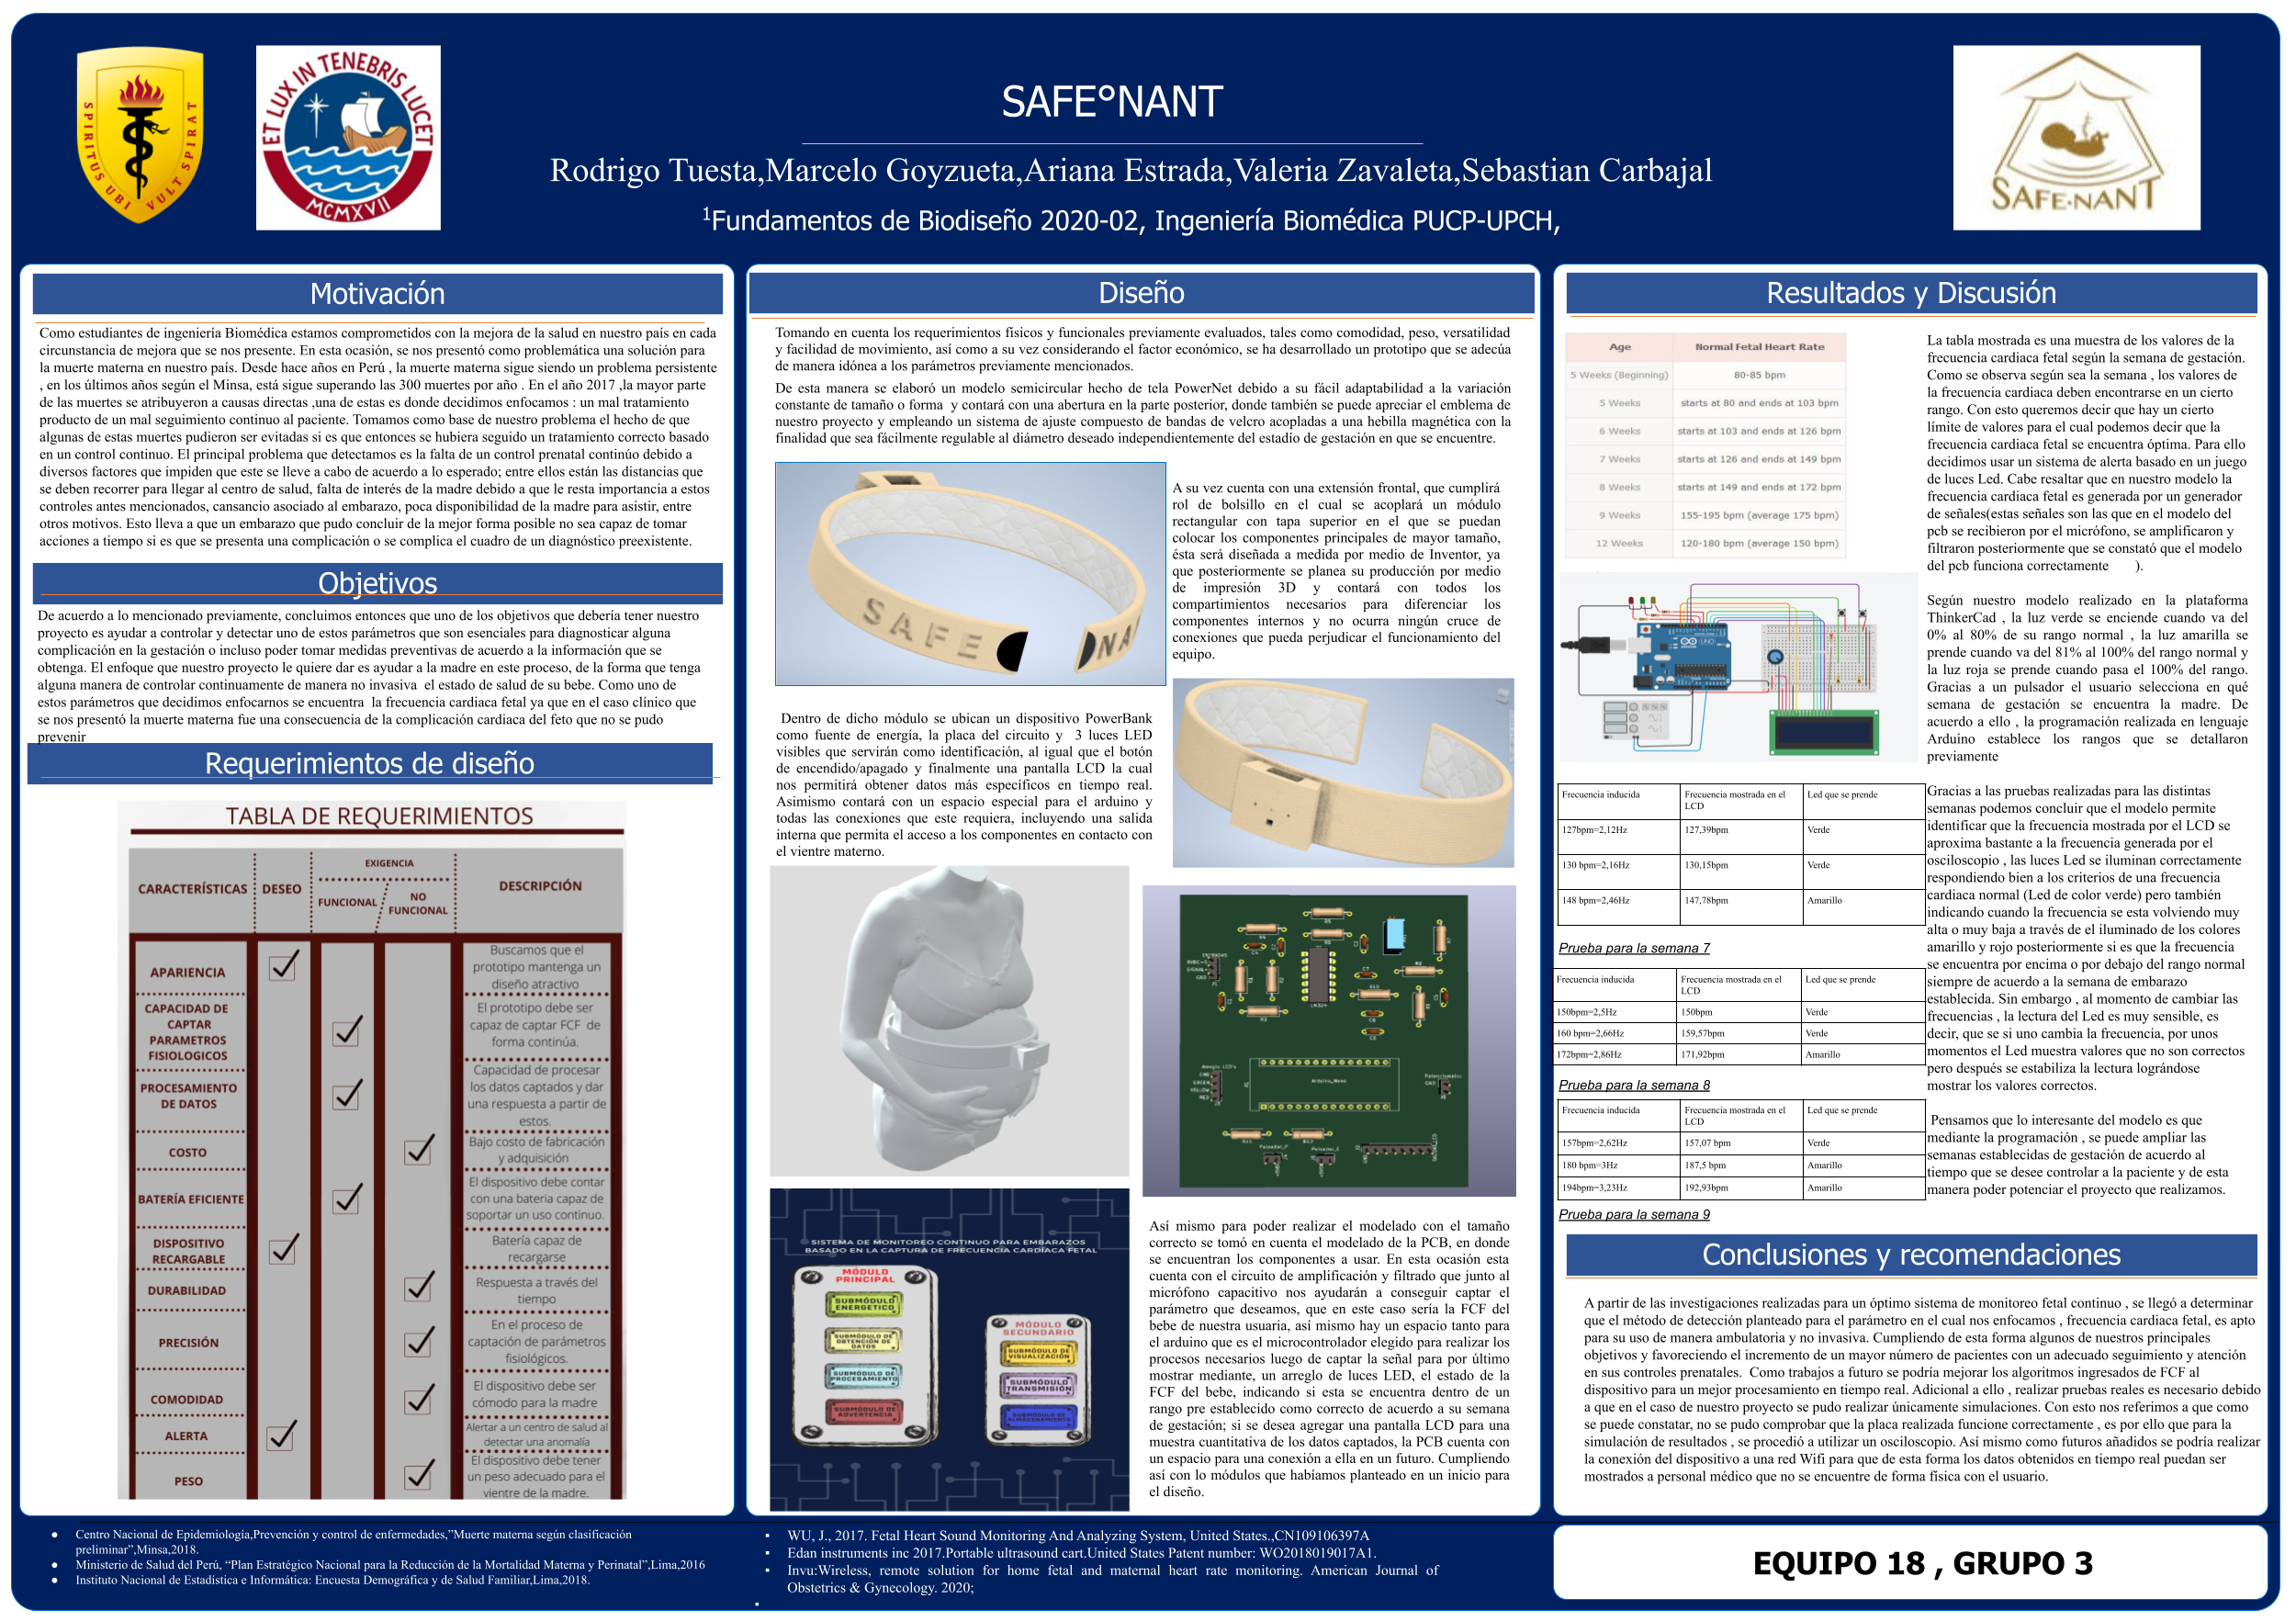 SPIRITUS UBI VULT SPIRAT
ET LUX IN TENEBRIS LUCET
MCMXVII
SAFE°NANT
Rodrigo Tuesta,Marcelo Goyzueta,Ariana Estrada,Valeria Zavaleta,Sebastian Carbajal
1Fundamentos de Biodiseño 2020-02, Ingeniería Biomédica PUCP-UPCH,
SAFE·NANT
Motivación
Como estudiantes de ingeniería Biomédica estamos comprometidos con la mejora de la salud en nuestro país en cada
circunstancia de mejora que se nos presente. En esta ocasión, se nos presentó como problemática una solución para
la muerte materna en nuestro país. Desde hace años en Perú , la muerte materna sigue siendo un problema persistente
, en los últimos años según el Minsa, está sigue superando las 300 muertes por año . En el año 2017 ,la mayor parte
de las muertes se atribuyeron a causas directas ,una de estas es donde decidimos enfocamos : un mal tratamiento
producto de un mal seguimiento continuo al paciente. Tomamos como base de nuestro problema el hecho de que
algunas de estas muertes pudieron ser evitadas si es que entonces se hubiera seguido un tratamiento correcto basado
en un control continuo. El principal problema que detectamos es la falta de un control prenatal continúo debido a
diversos factores que impiden que este se lleve a cabo de acuerdo a lo esperado; entre ellos están las distancias que
se deben recorrer para llegar al centro de salud, falta de interés de la madre debido a que le resta importancia a estos
controles antes mencionados, cansancio asociado al embarazo, poca disponibilidad de la madre para asistir, entre
otros motivos. Esto lleva a que un embarazo que pudo concluir de la mejor forma posible no sea capaz de tomar
acciones a tiempo si es que se presenta una complicación o se complica el cuadro de un diagnóstico preexistente.
Objetivos
De acuerdo a lo mencionado previamente, concluimos entonces que uno de los objetivos que debería tener nuestro
proyecto es ayudar a controlar y detectar uno de estos parámetros que son esenciales para diagnosticar alguna
complicación en la gestación o incluso poder tomar medidas preventivas de acuerdo a la información que se
obtenga. El enfoque que nuestro proyecto le quiere dar es ayudar a la madre en este proceso, de la forma que tenga
alguna manera de controlar continuamente de manera no invasiva el estado de salud de su bebe. Como uno de
estos parámetros que decidimos enfocarnos se encuentra la frecuencia cardiaca fetal ya que en el caso clínico que
se nos presentó la muerte materna fue una consecuencia de la complicación cardiaca del feto que no se pudo
prevenir
Requerimientos de diseño
TABLA DE REQUERIMIENTOS
CARACTERÍSTICAS DESEO EXIGENCIA DESCRIPCIÓN
FUNCIONAL NO FUNCIONAL
APARIENCIA
Buscamos que el
prototipo mantenga un
diseño atractivo
CAPACIDAD DE
CAPTAR
PARAMETROS
FISIOLOGICOS
El prototipo debe ser
capaz de captar FCF de
forma continúa.
PROCESAMIENTO
DE DATOS
Capacidad de procesar
los datos captados y dar
una respuesta a partir de
estos.
COSTO
Bajo costo de fabricación
y adquisición
BATERÍA EFICIENTE
El dispositivo debe contar
con una bateria capaz de
soportar un uso continuo.
DISPOSITIVO
RECARGABLE
Batería capaz de
recargarse
DURABILIDAD
Respuesta a través del
tiempo
PRECISIÓN
En el proceso de
captación de parámetros
fisiológicos.
COMODIDAD
El dispositivo debe ser
cómodo para la madre
ALERTA
Alertar a un centro de salud al
detectar una anomalía
PESO
El dispositivo debe tener
un peso adecuado para el
vientre de la madre.
Diseño
Tomando en cuenta los requerimientos físicos y funcionales previamente evaluados, tales como comodidad, peso, versatilidad
y facilidad de movimiento, así como a su vez considerando el factor económico, se ha desarrollado un prototipo que se adecúa
de manera idónea a los parámetros previamente mencionados.
De esta manera se elaboró un modelo semicircular hecho de tela PowerNet debido a su fácil adaptabilidad a la variación
constante de tamaño o forma y contará con una abertura en la parte posterior, donde también se puede apreciar el emblema de
nuestro proyecto y empleando un sistema de ajuste compuesto de bandas de velcro acopladas a una hebilla magnética con la
finalidad que sea fácilmente regulable al diámetro deseado independientemente del estadío de gestación en que se encuentre.
SAFE NA
A su vez cuenta con una extensión frontal, que cumplirá
rol de bolsillo en el cual se acoplará un módulo
rectangular con tapa superior en el que se puedan
colocar los componentes principales de mayor tamaño,
ésta será diseñada a medida por medio de Inventor, ya
que posteriormente se planea su producción por medio
de impresión 3D y contará con todos los
compartimientos necesarios para diferenciar los
componentes internos y no ocurra ningún cruce de
conexiones que pueda perjudicar el funcionamiento del
equipo.
Dentro de dicho módulo se ubican un dispositivo PowerBank
como fuente de energía, la placa del circuito y 3 luces LED
visibles que servirán como identificación, al igual que el botón
de encendido/apagado y finalmente una pantalla LCD la cual
nos permitirá obtener datos más específicos en tiempo real.
Asimismo contará con un espacio especial para el arduino y
todas las conexiones que este requiera, incluyendo una salida
interna que permita el acceso a los componentes en contacto con
el vientre materno.
Arduino_Nano
SISTEMA DE MONITOREO CONTINUO PARA EMBARAZOS
BASADO EN LA CAPTURA DE FRECUENCIA CARDÍACA FETAL
MÓDULO
PRINCIPAL
SUBMÓDULO
ENERGETICO
SUBMÓDULO DE
OBTENCIÓN DE
DATOS
SUBMÓDULO DE
PROCESAMIENTO
SUBMÓDULO DE
ADVERTENCIA
MÓDULO
SECUNDARIO
SUBMÓDULO DE
VISUALIZACIÓN
SUBMÓDULO
TRANSMISIÓN
SUBMÓDULO DE
ALMACENAMIENTO
Así mismo para poder realizar el modelado con el tamaño
correcto se tomó en cuenta el modelado de la PCB, en donde
se encuentran los componentes a usar. En esta ocasión esta
cuenta con el circuito de amplificación y filtrado que junto al
micrófono capacitivo nos ayudarán a conseguir captar el
parámetro que deseamos, que en este caso sería la FCF del
bebe de nuestra usuaria, así mismo hay un espacio tanto para
el arduino que es el microcontrolador elegido para realizar los
procesos necesarios luego de captar la señal para por último
mostrar mediante, un arreglo de luces LED, el estado de la
FCF del bebe, indicando si esta se encuentra dentro de un
rango pre establecido como correcto de acuerdo a su semana
de gestación; si se desea agregar una pantalla LCD para una
muestra cuantitativa de los datos captados, la PCB cuenta con
un espacio para una conexión a ella en un futuro. Cumpliendo
así con lo módulos que habíamos planteado en un inicio para
el diseño.
Resultados y Discusión
Age Normal Fetal Heart Rate
5 Weeks (Beginning) 80-85 bpm
5 Weeks starts at 80 and ends at 103 bpm
6 Weeks starts at 103 and ends at 126 bpm
7 Weeks starts at 126 and ends at 149 bpm
8 Weeks starts at 149 and ends at 172 bpm
9 Weeks 155-195 bpm (average 175 bpm)
12 Weeks 120-180 bpm (average 150 bpm)
La tabla mostrada es una muestra de los valores de la
frecuencia cardiaca fetal según la semana de gestación.
Como se observa según sea la semana , los valores de
la frecuencia cardiaca deben encontrarse en un cierto
rango. Con esto queremos decir que hay un cierto
límite de valores para el cual podemos decir que la
frecuencia cardiaca fetal se encuentra óptima. Para ello
decidimos usar un sistema de alerta basado en un juego
de luces Led. Cabe resaltar que en nuestro modelo la
frecuencia cardiaca fetal es generada por un generador
de señales(estas señales son las que en el modelo del
pcb se recibieron por el micrófono, se amplificaron y
filtraron posteriormente que se constató que el modelo
del pcb funciona correctamente ).
Según nuestro modelo realizado en la plataforma
ThinkerCad , la luz verde se enciende cuando va del
0% al 80% de su rango normal , la luz amarilla se
prende cuando va del 81% al 100% del rango normal y
la luz roja se prende cuando pasa el 100% del rango.
Gracias a un pulsador el usuario selecciona en qué
semana de gestación se encuentra la madre. De
acuerdo a ello , la programación realizada en lenguaje
Arduino establece los rangos que se detallaron
previamente
Frecuencia inducida Frecuencia mostrada en el LCD Led que se prende
127bpm=2,12Hz 127,39bpm Verde
130 bpm=2,16Hz 130,15bpm Verde
148 bpm=2,46Hz 147,78bpm Amarillo
Prueba para la semana 7
Frecuencia inducida Frecuencia mostrada en el LCD Led que se prende
150bpm=2,5Hz 150bpm Verde
160 bpm=2,66Hz 159,57bpm Verde
172bpm=2,86Hz 171,92bpm Amarillo
Prueba para la semana 8
Frecuencia inducida Frecuencia mostrada en el LCD Led que se prende
157bpm=2,62Hz 157,07 bpm Verde
180 bpm=3Hz 187,5 bpm Amarillo
194bpm=3,23Hz 192,93bpm Amarillo
Prueba para la semana 9
Gracias a las pruebas realizadas para las distintas
semanas podemos concluir que el modelo permite
identificar que la frecuencia mostrada por el LCD se
aproxima bastante a la frecuencia generada por el
osciloscopio , las luces Led se iluminan correctamente
respondiendo bien a los criterios de una frecuencia
cardiaca normal (Led de color verde) pero también
indicando cuando la frecuencia se esta volviendo muy
alta o muy baja a través de el iluminado de los colores
amarillo y rojo posteriormente si es que la frecuencia
se encuentra por encima o por debajo del rango normal
siempre de acuerdo a la semana de embarazo
establecida. Sin embargo , al momento de cambiar las
frecuencias , la lectura del Led es muy sensible, es
decir, que se si uno cambia la frecuencia, por unos
momentos el Led muestra valores que no son correctos
pero después se estabiliza la lectura lográndose
mostrar los valores correctos.
Pensamos que lo interesante del modelo es que
mediante la programación , se puede ampliar las
semanas establecidas de gestación de acuerdo al
tiempo que se desee controlar a la paciente y de esta
manera poder potenciar el proyecto que realizamos.
Conclusiones y recomendaciones
A partir de las investigaciones realizadas para un óptimo sistema de monitoreo fetal continuo , se llegó a determinar
que el método de detección planteado para el parámetro en el cual nos enfocamos , frecuencia cardiaca fetal, es apto
para su uso de manera ambulatoria y no invasiva. Cumpliendo de esta forma algunos de nuestros principales
objetivos y favoreciendo el incremento de un mayor número de pacientes con un adecuado seguimiento y atención
en sus controles prenatales. Como trabajos a futuro se podría mejorar los algoritmos ingresados de FCF al
dispositivo para un mejor procesamiento en tiempo real. Adicional a ello , realizar pruebas reales es necesario debido
a que en el caso de nuestro proyecto se pudo realizar únicamente simulaciones. Con esto nos referimos a que como
se puede constatar, no se pudo comprobar que la placa realizada funcione correctamente , es por ello que para la
simulación de resultados , se procedió a utilizar un osciloscopio. Así mismo como futuros añadidos se podría realizar
la conexión del dispositivo a una red Wifi para que de esta forma los datos obtenidos en tiempo real puedan ser
mostrados a personal médico que no se encuentre de forma física con el usuario.
● Centro Nacional de Epidemiología,Prevención y control de enfermedades,"Muerte materna según clasificación
preliminar",Minsa,2018.
● Ministerio de Salud del Perú, “Plan Estratégico Nacional para la Reducción de la Mortalidad Materna y Perinatal”,Lima,2016
● Instituto Nacional de Estadística e Informática: Encuesta Demográfica y de Salud Familiar,Lima,2018.
▪ WU, J., 2017. Fetal Heart Sound Monitoring And Analyzing System, United States.,CN109106397A
▪ Edan instruments inc 2017.Portable ultrasound cart.United States Patent number: WO2018019017A1.
▪ Invu:Wireless, remote solution for home fetal and maternal heart rate monitoring. American Journal of
Obstetrics & Gynecology. 2020;
EQUIPO 18 , GRUPO 3